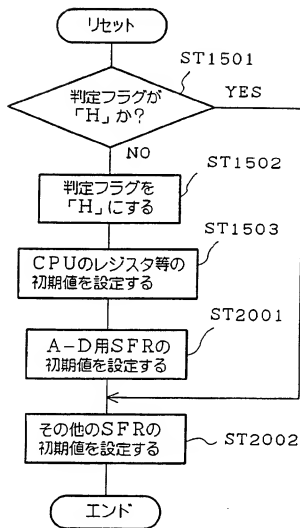 リセット
ST1501
判定フラグが
「H」か?
YES
NO
ST1502
判定フラグを
「H」にする
ST1503
CPUのレジスタ等の
初期値を設定する
ST2001
A-D用SFRの
初期値を設定する
その他のSFRの
初期値を設定する
ST2002
エンド